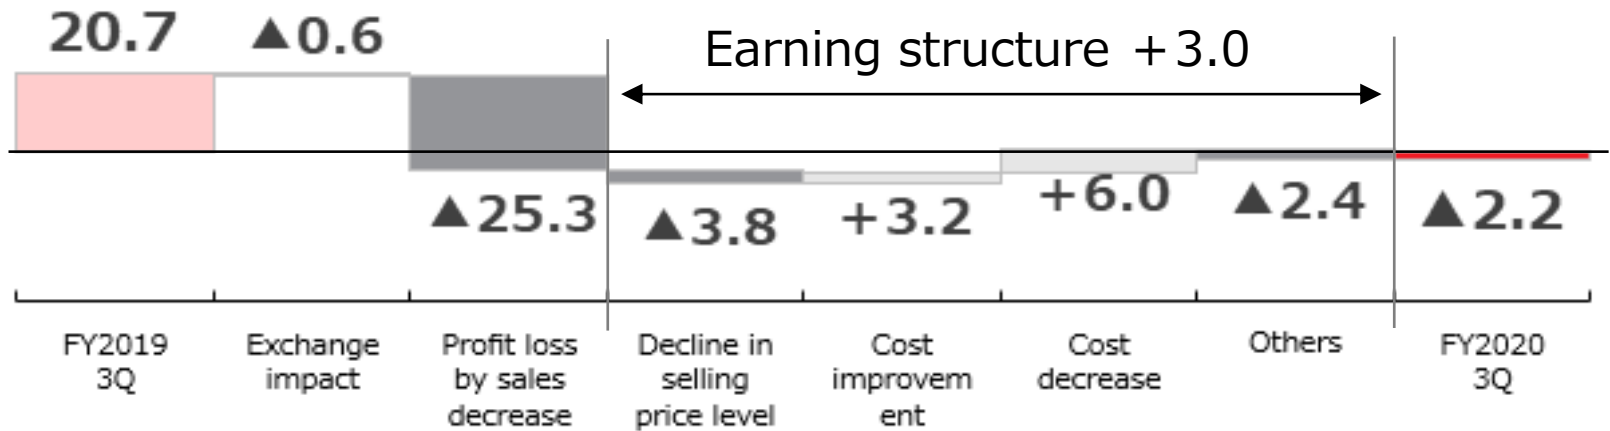 20.7
▲0.6
Earning structure +3.0
▲25.3
▲3.8
+3.2
+6.0
▲2.4
▲2.2
FY2019
3Q
Exchange
impact
Profit loss
by sales
decrease
Decline in
selling
price level
Cost
improvem
ent
Cost
decrease
Others
FY2020
3Q